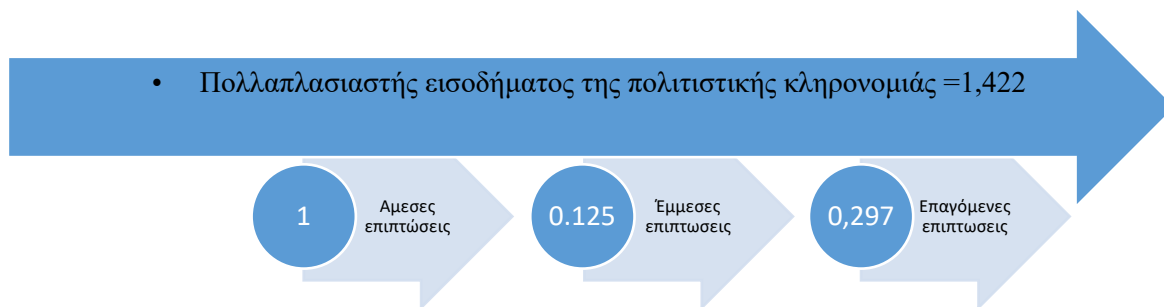 • Πολλαπλασιαστής εισοδήματος της πολιτιστικής κληρονομιάς =1,422
1
Αμεσες
επιπτώσεις
0.125
Έμμεσες
επιπτωσεις
0,297
Επαγόμενες
επιπτωσεις